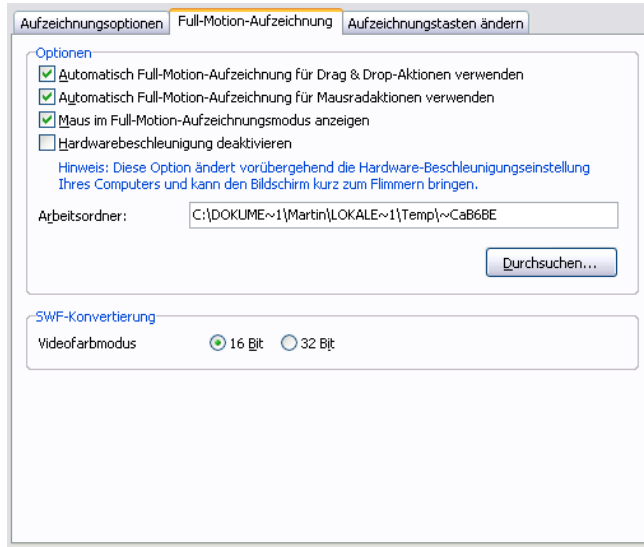 Aufzeichnungsoptionen Full-Motion-Aufzeichnung Aufzeichnungstasten ändern
Optionen
Automatisch Full-Motion-Aufzeichnung für Drag & Drop-Aktionen verwenden
Automatisch Full-Motion-Aufzeichnung für Mausradaktionen verwenden
Maus im Full-Motion-Aufzeichnungsmodus anzeigen
Hardwarebeschleunigung deaktivieren
Hinweis: Diese Option ändert vorübergehend die Hardware-Beschleunigungseinstellung
Ihres Computers und kann den Bildschirm kurz zum Flimmern bringen.
Arbeitsordner: C:\DOKUME~1\Martin\LOKALE~1\Temp\~CaB6BE
Durchsuchen...
SWF-Konvertierung
Videofarbmodus 16 Bit 32 Bit